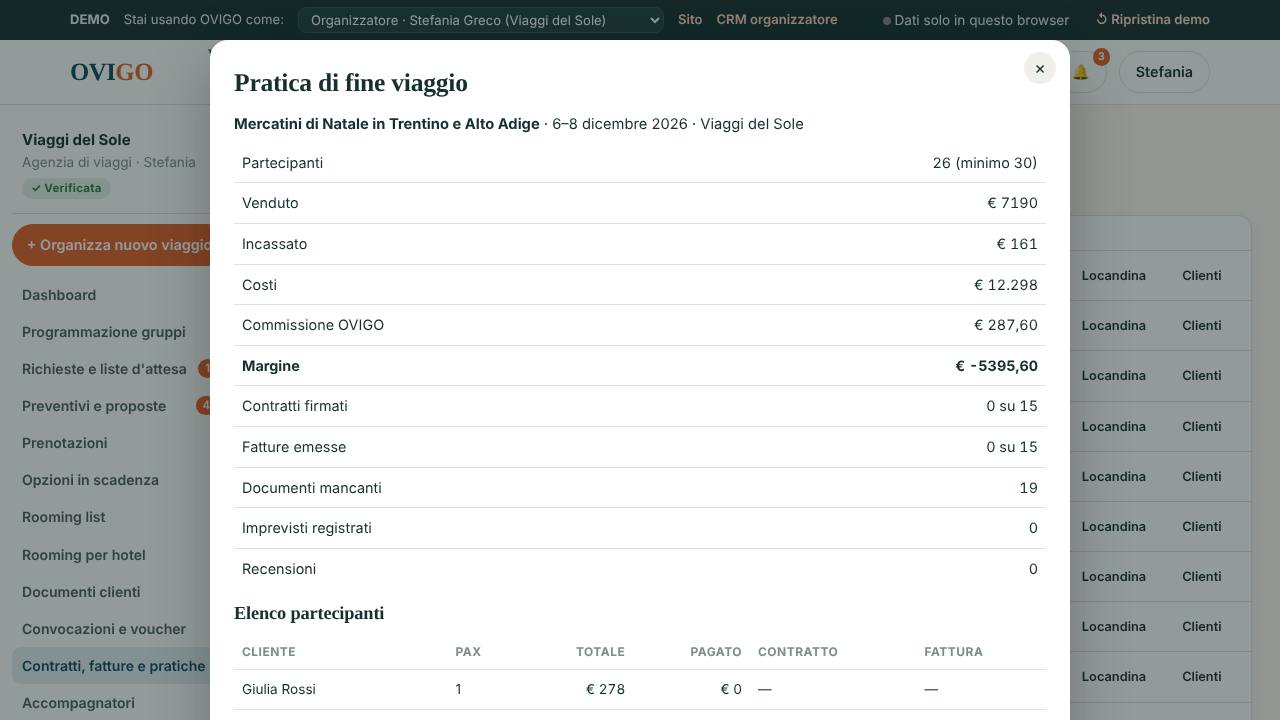 DEMO Stai usando OVIGO come: Organizzatore · Stefania Greco (Viaggi del Sole) Sito CRM organizzatore Dati solo in questo browser Ripristina demo
OVIGO 3 Stefania
Viaggi del Sole
Agenzia di viaggi · Stefania
✓ Verificata
+ Organizza nuovo viaggio
Dashboard
Programmazione gruppi
Richieste e liste d'attesa 1
Preventivi e proposte 4
Prenotazioni
Opzioni in scadenza
Rooming list
Rooming per hotel
Documenti clienti
Convocazioni e voucher
Contratti, fatture e pratiche
Accompagnatori
Pratica di fine viaggio
×
Mercatini di Natale in Trentino e Alto Adige · 6–8 dicembre 2026 · Viaggi del Sole
Partecipanti 26 (minimo 30)
Venduto € 7190
Incassato € 161
Costi € 12.298
Commissione OVIGO € 287,60
Margine € -5395,60
Contratti firmati 0 su 15
Fatture emesse 0 su 15
Documenti mancanti 19
Imprevisti registrati 0
Recensioni 0
Elenco partecipanti
CLIENTE PAX TOTALE PAGATO CONTRATTO FATTURA
Giulia Rossi 1 € 278 € 0 — —
Locandina Clienti
Locandina Clienti
Locandina Clienti
Locandina Clienti
Locandina Clienti
Locandina Clienti
Locandina Clienti
Locandina Clienti
Locandina Clienti